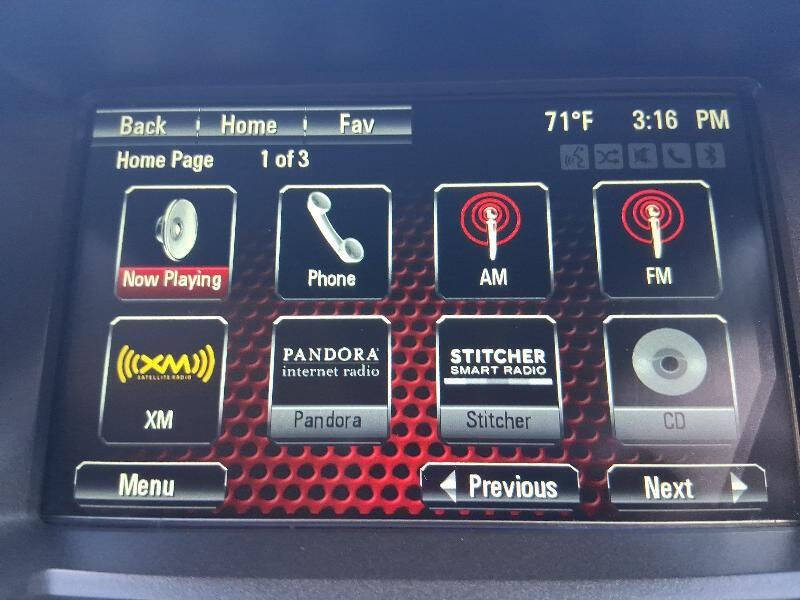 Back Home Fav 71°F 3:16 PM
Home Page 1 of 3
Now Playing Phone AM FM
XM
SATELLITE RADIO
XM
PANDORA
internet radio
Pandora
STITCHER
SMART RADIO
Stitcher
CD
Menu Previous Next